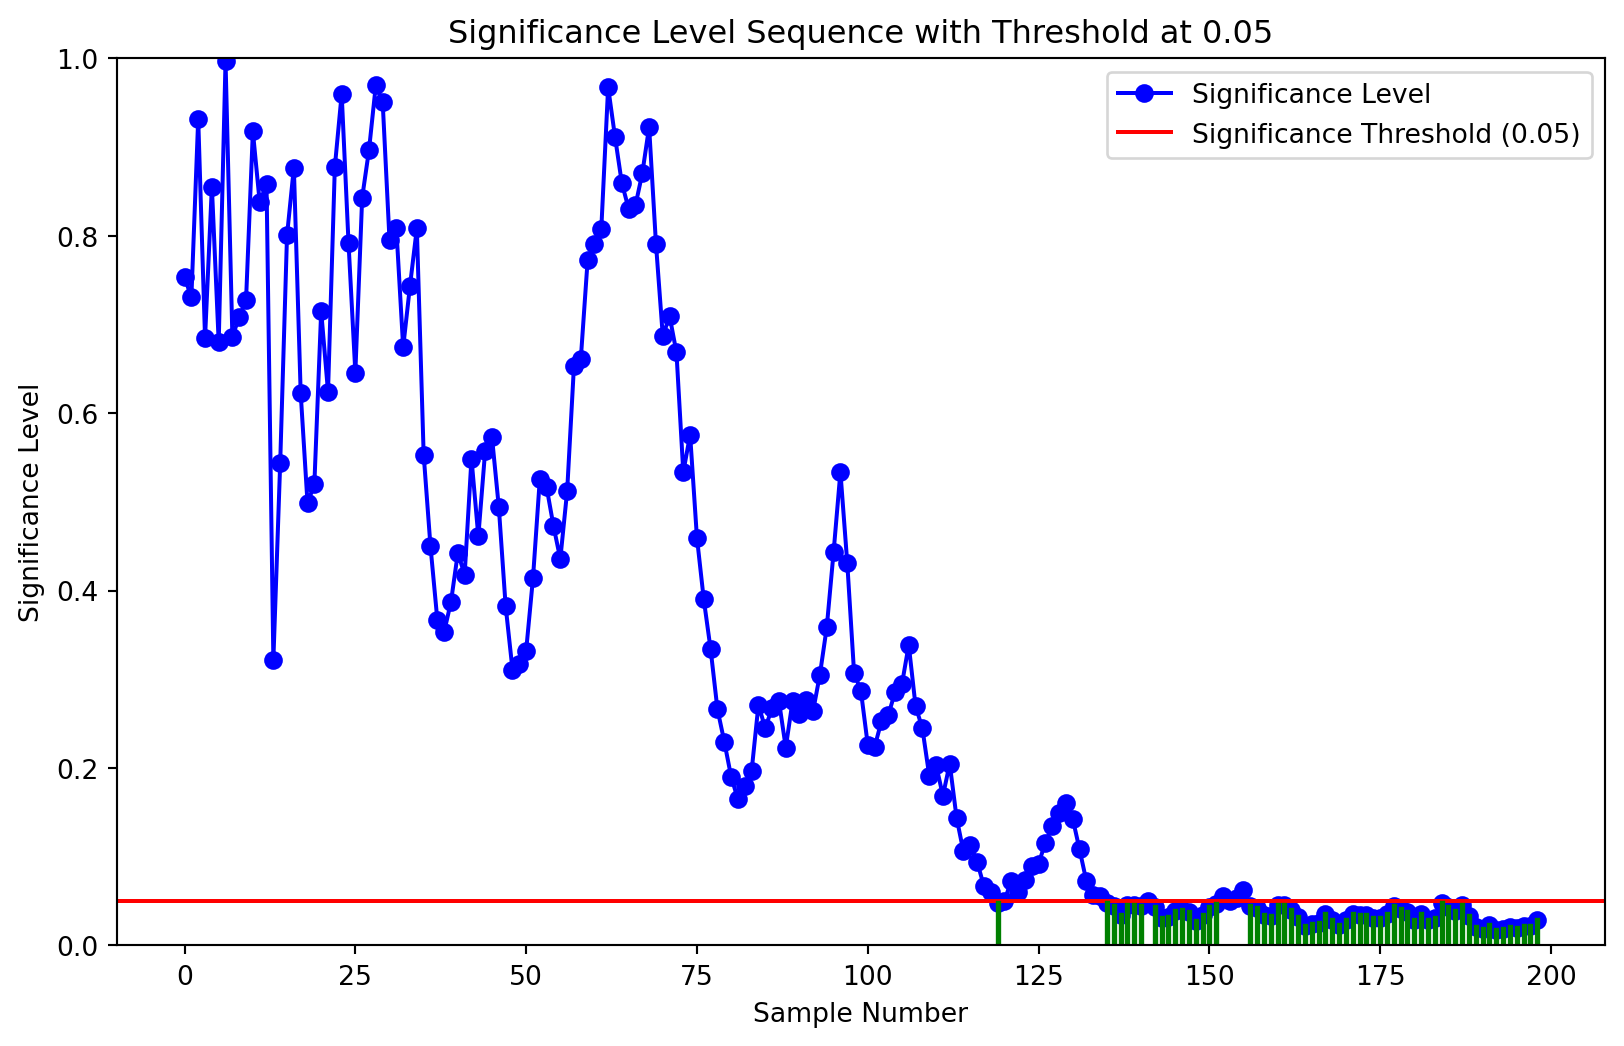 Significance Level Sequence with Threshold at 0.05
Significance Level
Significance Threshold (0.05)
1.0
0.8
0.6
0.4
0.2
0.0
Significance Level
0 25 50 75 100 125 150 175 200
Sample Number